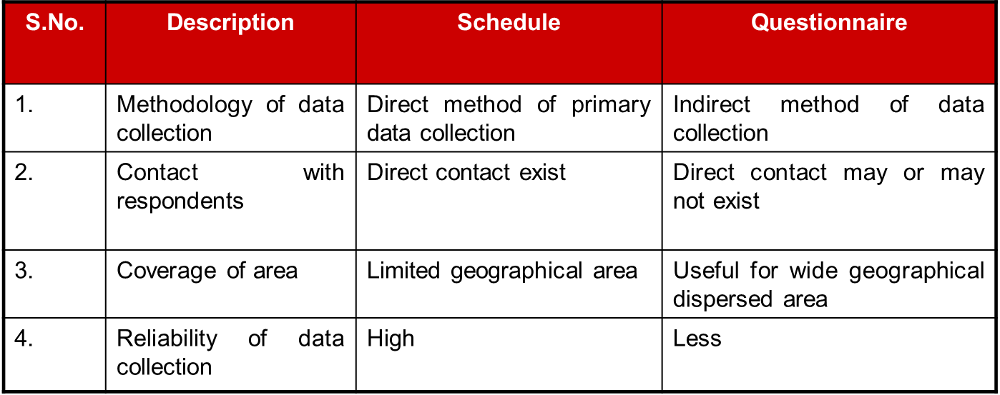 S.No. Description Schedule Questionnaire
1. Methodology of data Direct method of primary Indirect method of data
collection data collection collection
2. Contact with Direct contact exist Direct contact may or may
respondents not exist
3. Coverage of area Limited geographical area Useful for wide geographical
dispersed area
4. Reliability of data High Less
collection